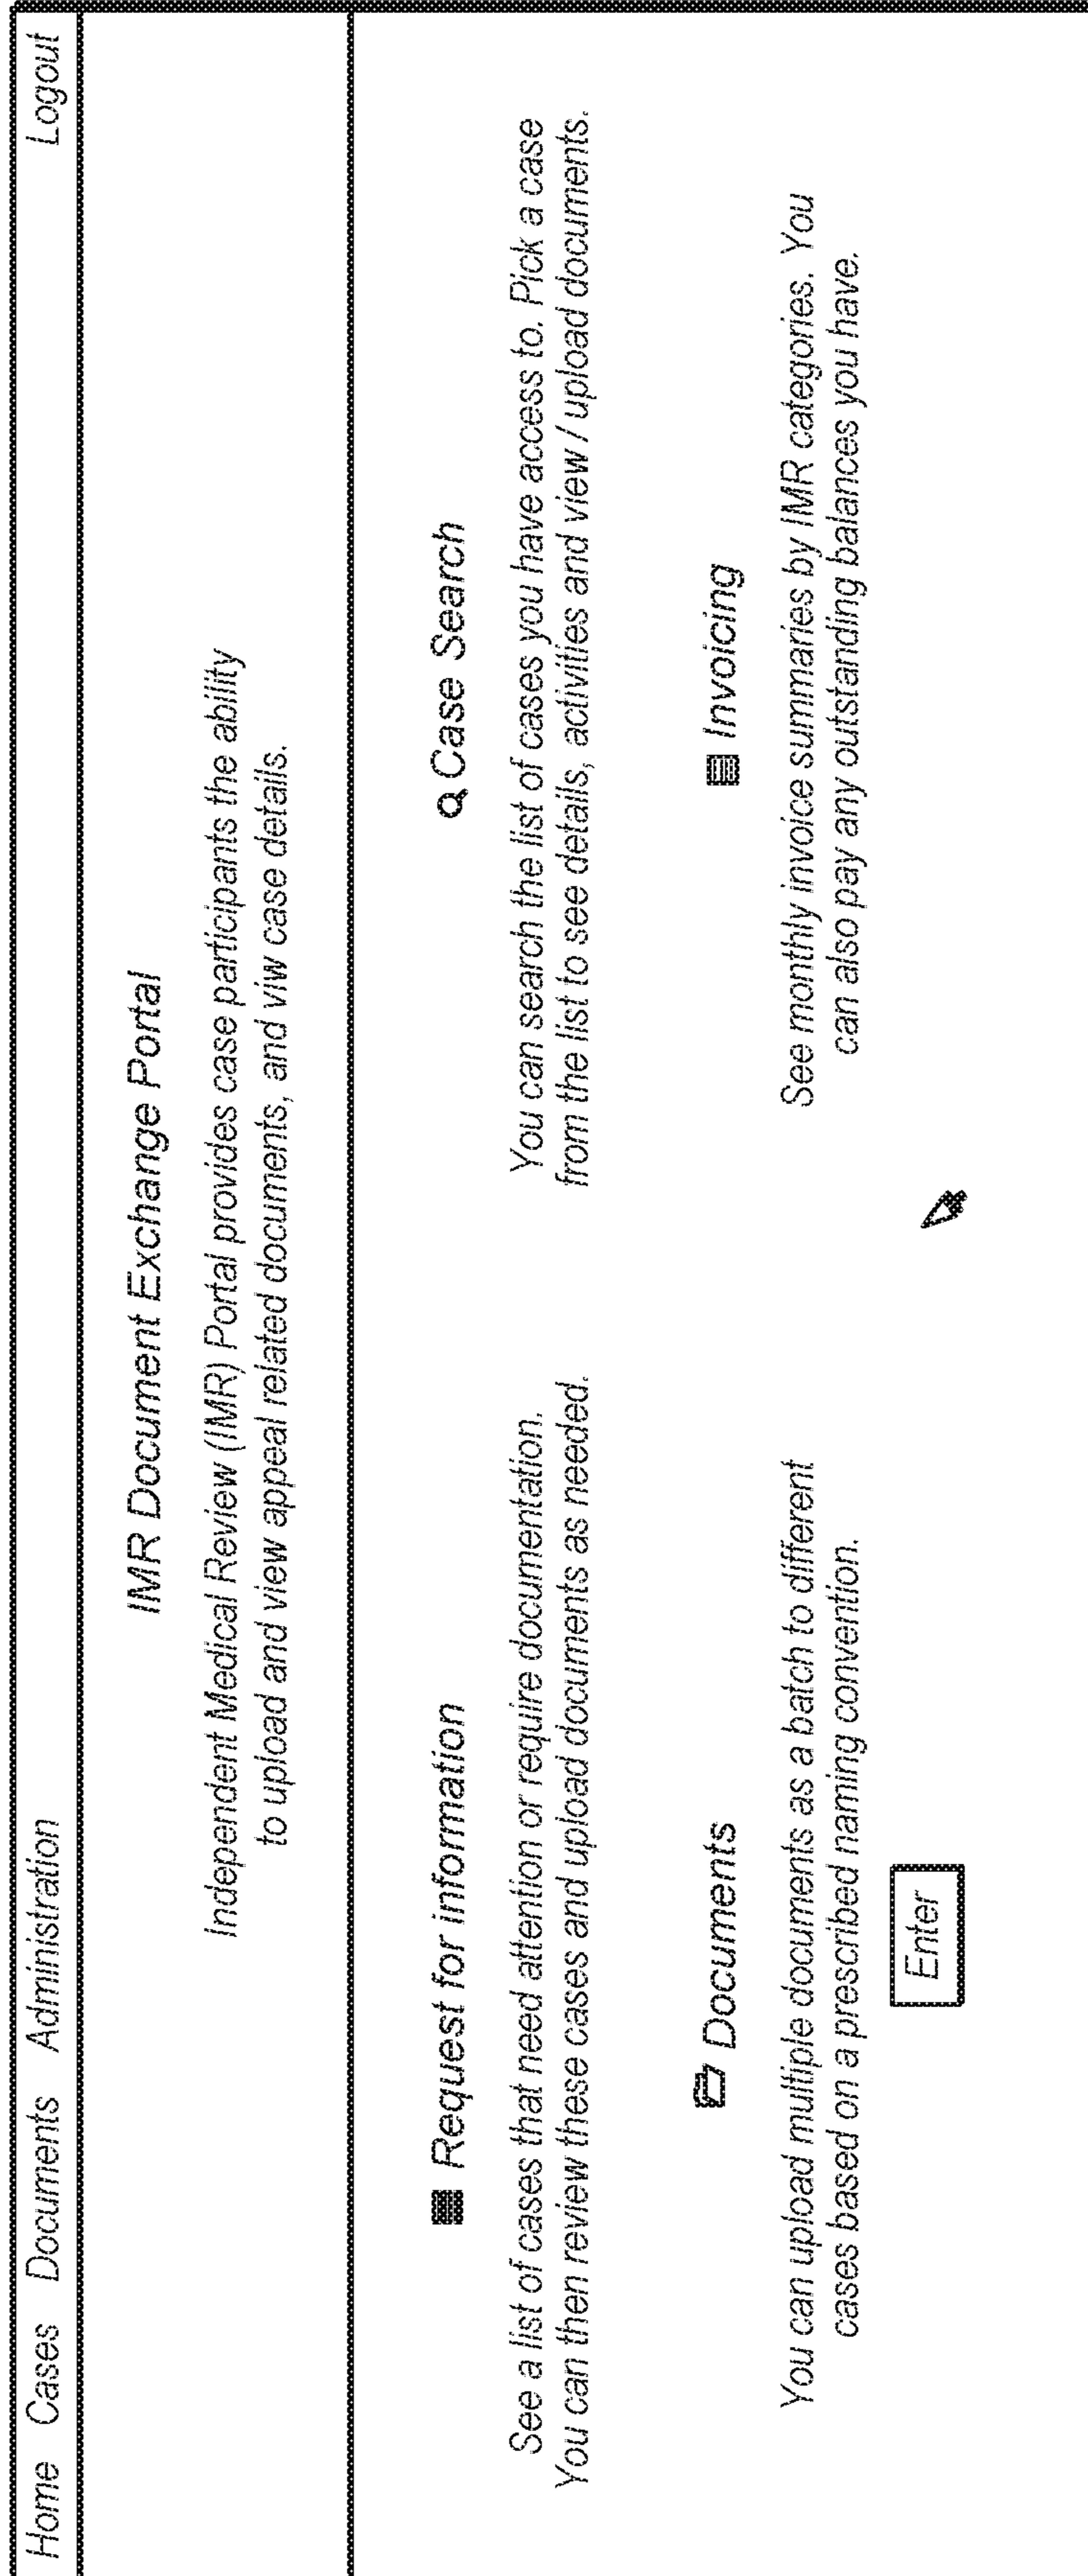 Home Cases Documents Administration Logout
IMR Document Exchange Portal
Independent Medical Review (IMR) Portal provides case participants the ability
to upload and view appeal related documents, and viw case details.
Request for information
See a list of cases that need attention or require documentation.
You can then review these cases and upload documents as needed.
Case Search
You can search the list of cases you have access to. Pick a case
from the list to see details, activities and view / upload documents.
Documents
You can upload multiple documents as a batch to different
cases based on a prescribed naming convention.
Enter
Invoicing
See monthly invoice summaries by IMR categories. You
can also pay any outstanding balances you have.